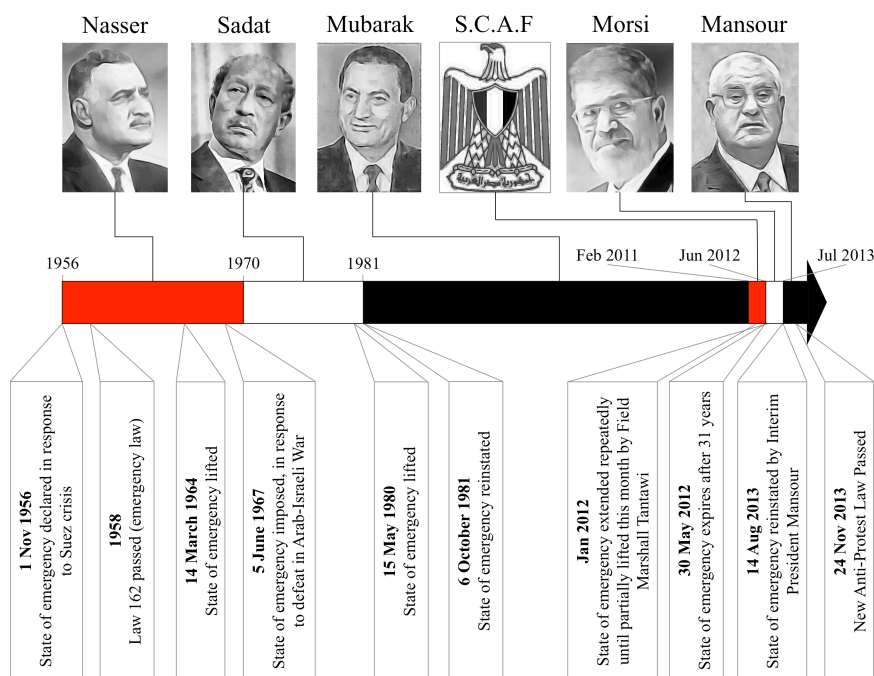 Nasser
Sadat
Mubarak
S.C.A.F
Morsi
Mansour
جمهورية مصر العربية
1956
1970
1981
Feb 2011
Jun 2012
Jul 2013
1 Nov 1956
State of emergency declared in response
to Suez crisis
1958
Law 162 passed (emergency law)
14 March 1964
State of emergency lifted
5 June 1967
State of emergency imposed, in response
to defeat in Arab-Israeli War
15 May 1980
State of emergency lifted
6 October 1981
State of emergency reinstated
Jan 2012
State of emergency extended repeatedly
until partially lifted this month by Field
Marshall Tantawi
30 May 2012
State of emergency expires after 31 years
14 Aug 2013
State of emergency reinstated by Interim
President Mansour
24 Nov 2013
New Anti-Protest Law Passed